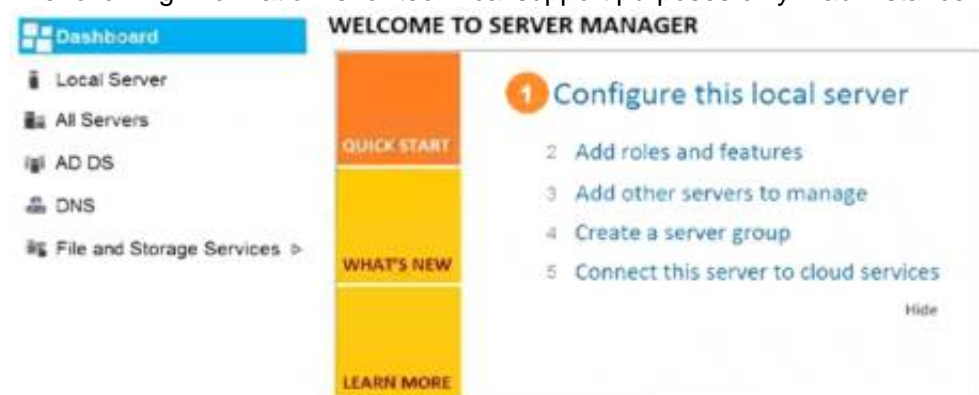 Dashboard
Local Server
All Servers
AD DS
DNS
File and Storage Services
WELCOME TO SERVER MANAGER
QUICK START
WHAT'S NEW
LEARN MORE
1 Configure this local server
2 Add roles and features
3 Add other servers to manage
4 Create a server group
5 Connect this server to cloud services
Hide